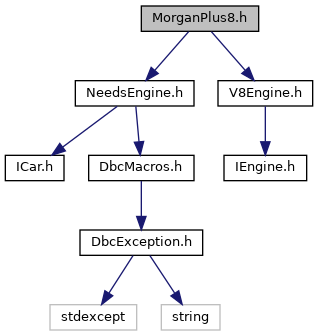 MorganPlus8.h
NeedsEngine.h
V8Engine.h
ICar.h
DbcMacros.h
IEngine.h
DbcException.h
stdexcept
string